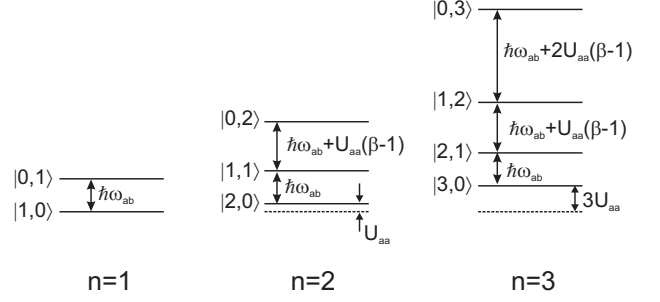 |0,1⟩
ħω_ab
|1,0⟩
n=1
|0,2⟩
ħω_ab+U_aa(β-1)
|1,1⟩
ħω_ab
|2,0⟩
U_aa
n=2
|0,3⟩
ħω_ab+2U_aa(β-1)
|1,2⟩
ħω_ab+U_aa(β-1)
|2,1⟩
ħω_ab
|3,0⟩
3U_aa
n=3